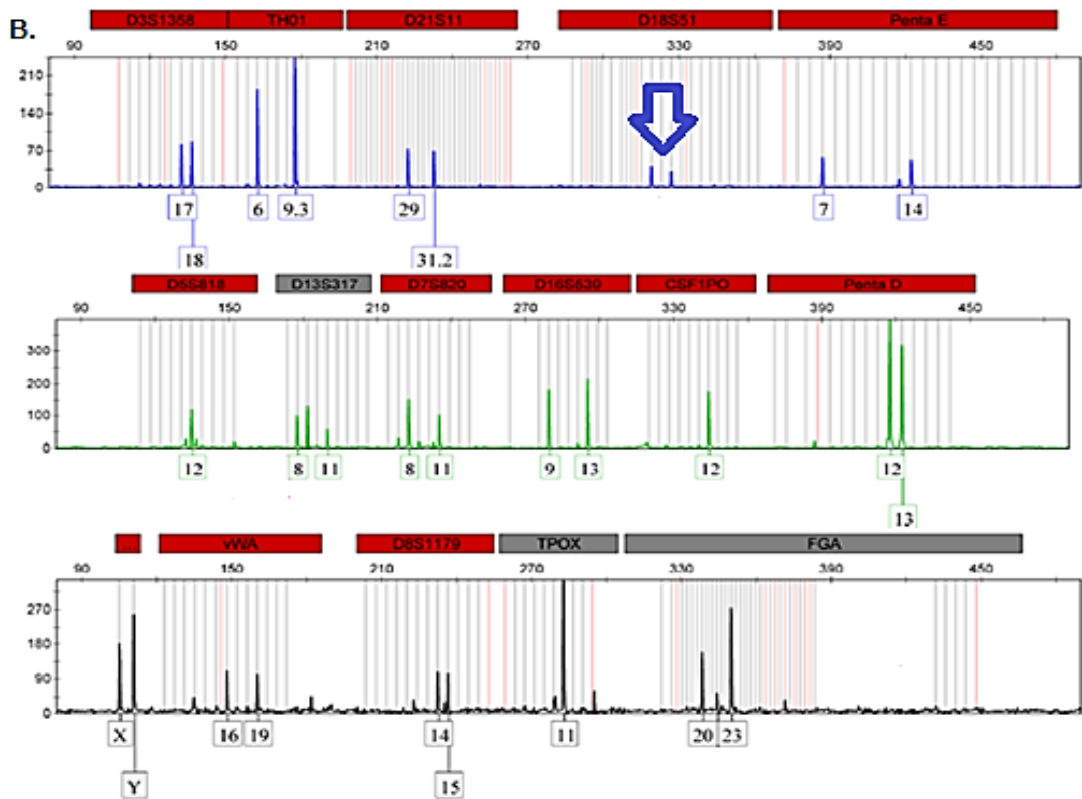 D3S1358 TH01 D21S11 D18S51 Penta E
B.
90 150 210 270 330 390 450
210
140
70
0
17 6 9.3 29 7 14
18 31.2
D5S818 D13S317 D7S820 D16S539 CSF1PO Penta D
90 150 210 270 330 390 450
300
200
100
0
12 8 11 8 11 9 13 12 12
13
... vWA D8S1179 TPOX FGA
90 150 210 270 330 390 450
270
180
90
0
X 16 19 14 11 20 23
Y 15